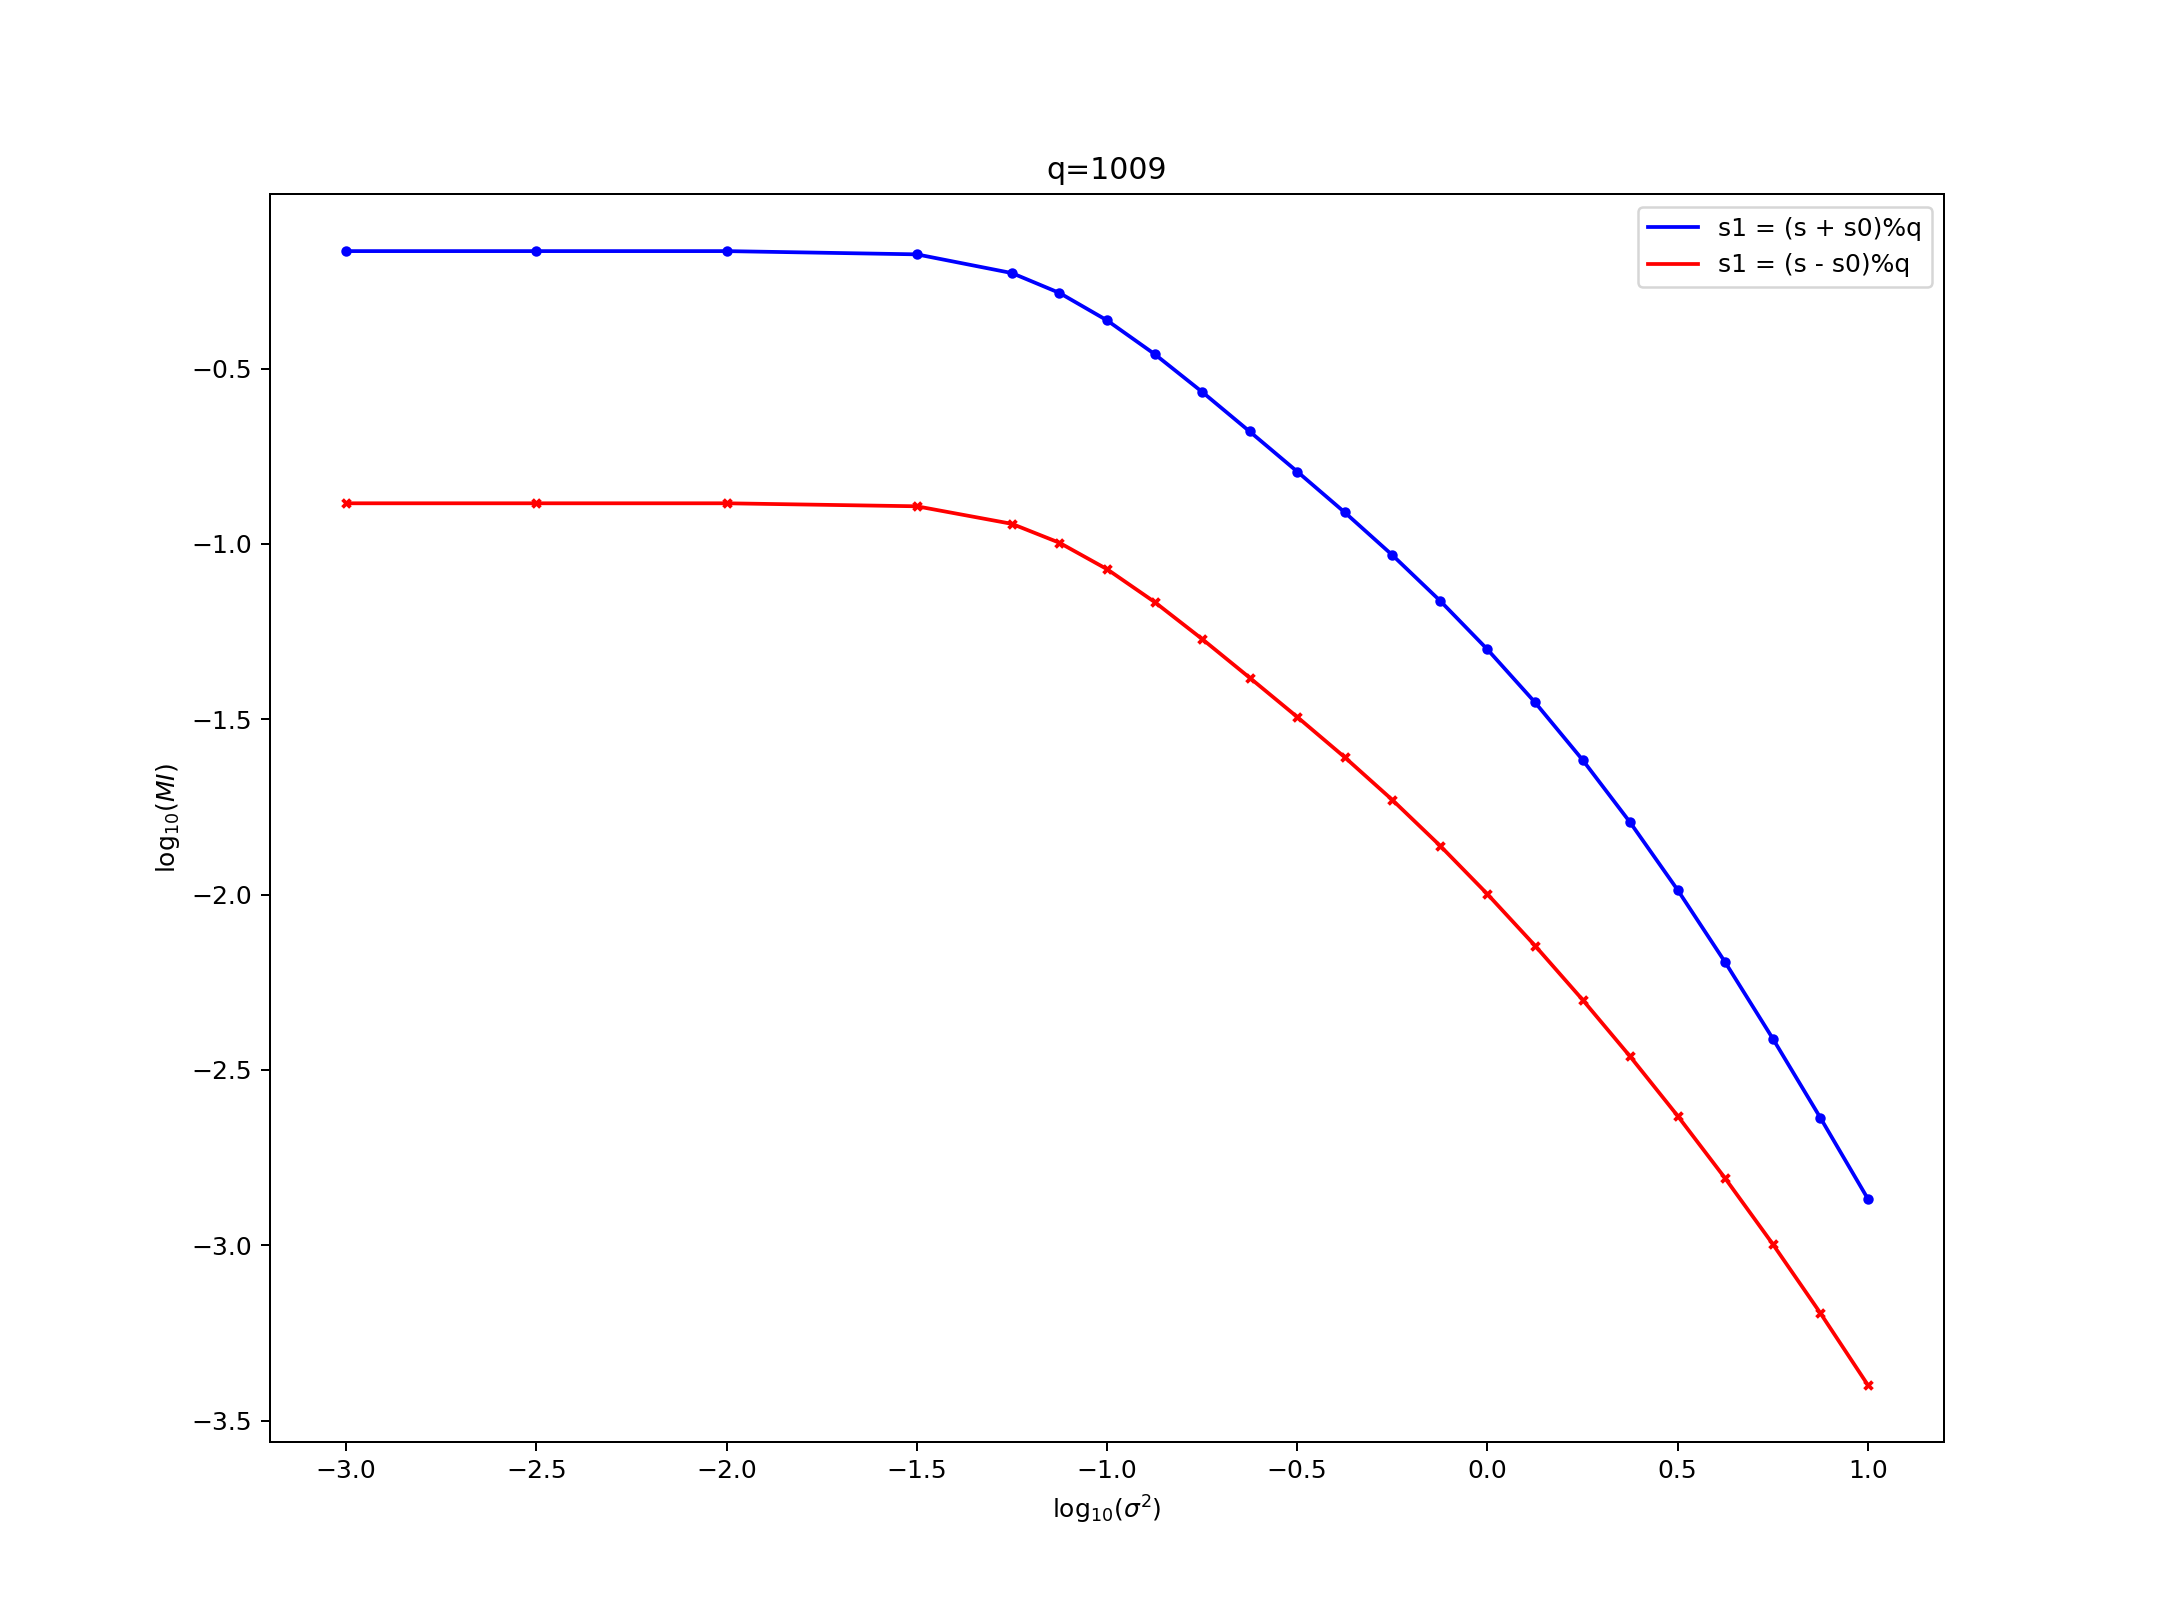 q=1009
s1 = (s + s0)%q
s1 = (s - s0)%q
−0.5
−1.0
−1.5
−2.0
−2.5
−3.0
−3.5
log₁₀(MI)
−3.0 −2.5 −2.0 −1.5 −1.0 −0.5 0.0 0.5 1.0
log₁₀(σ²)